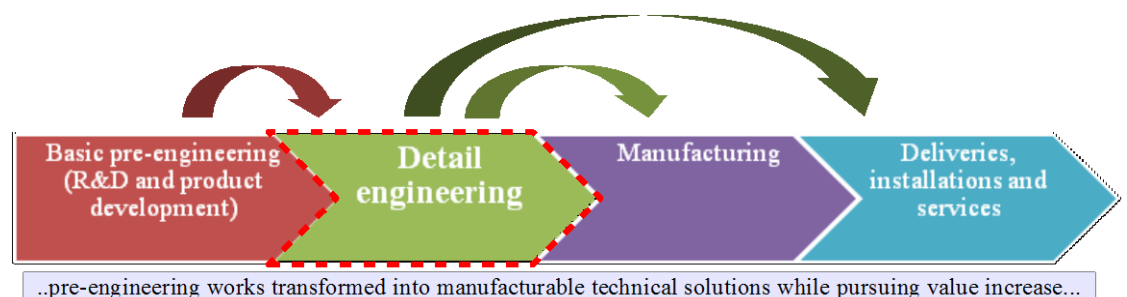 Basic pre-engineering
(R&D and product
development)
Detail
engineering
Manufacturing
Deliveries,
installations and
services
..pre-engineering works transformed into manufacturable technical solutions while pursuing value increase...